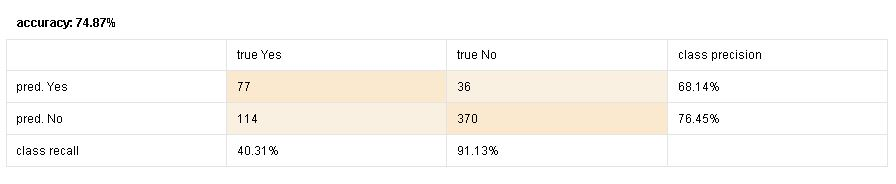 accuracy: 74.87%
true Yes true No class precision
pred. Yes 77 36 68.14%
pred. No 114 370 76.45%
class recall 40.31% 91.13%